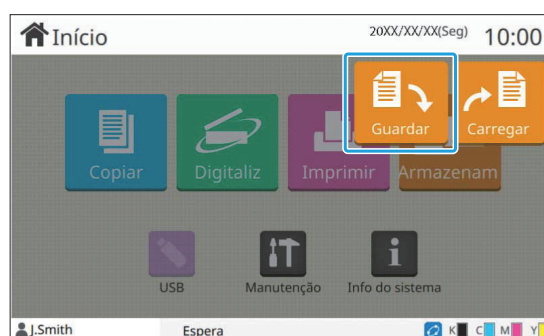 Início
20XX/XX/XX(Seg)
10:00
Guardar
Carregar
Copiar
Digitaliz
Imprimir
Armazenam
USB
Manutenção
Info do sistema
J.Smith
Espera
K C M Y